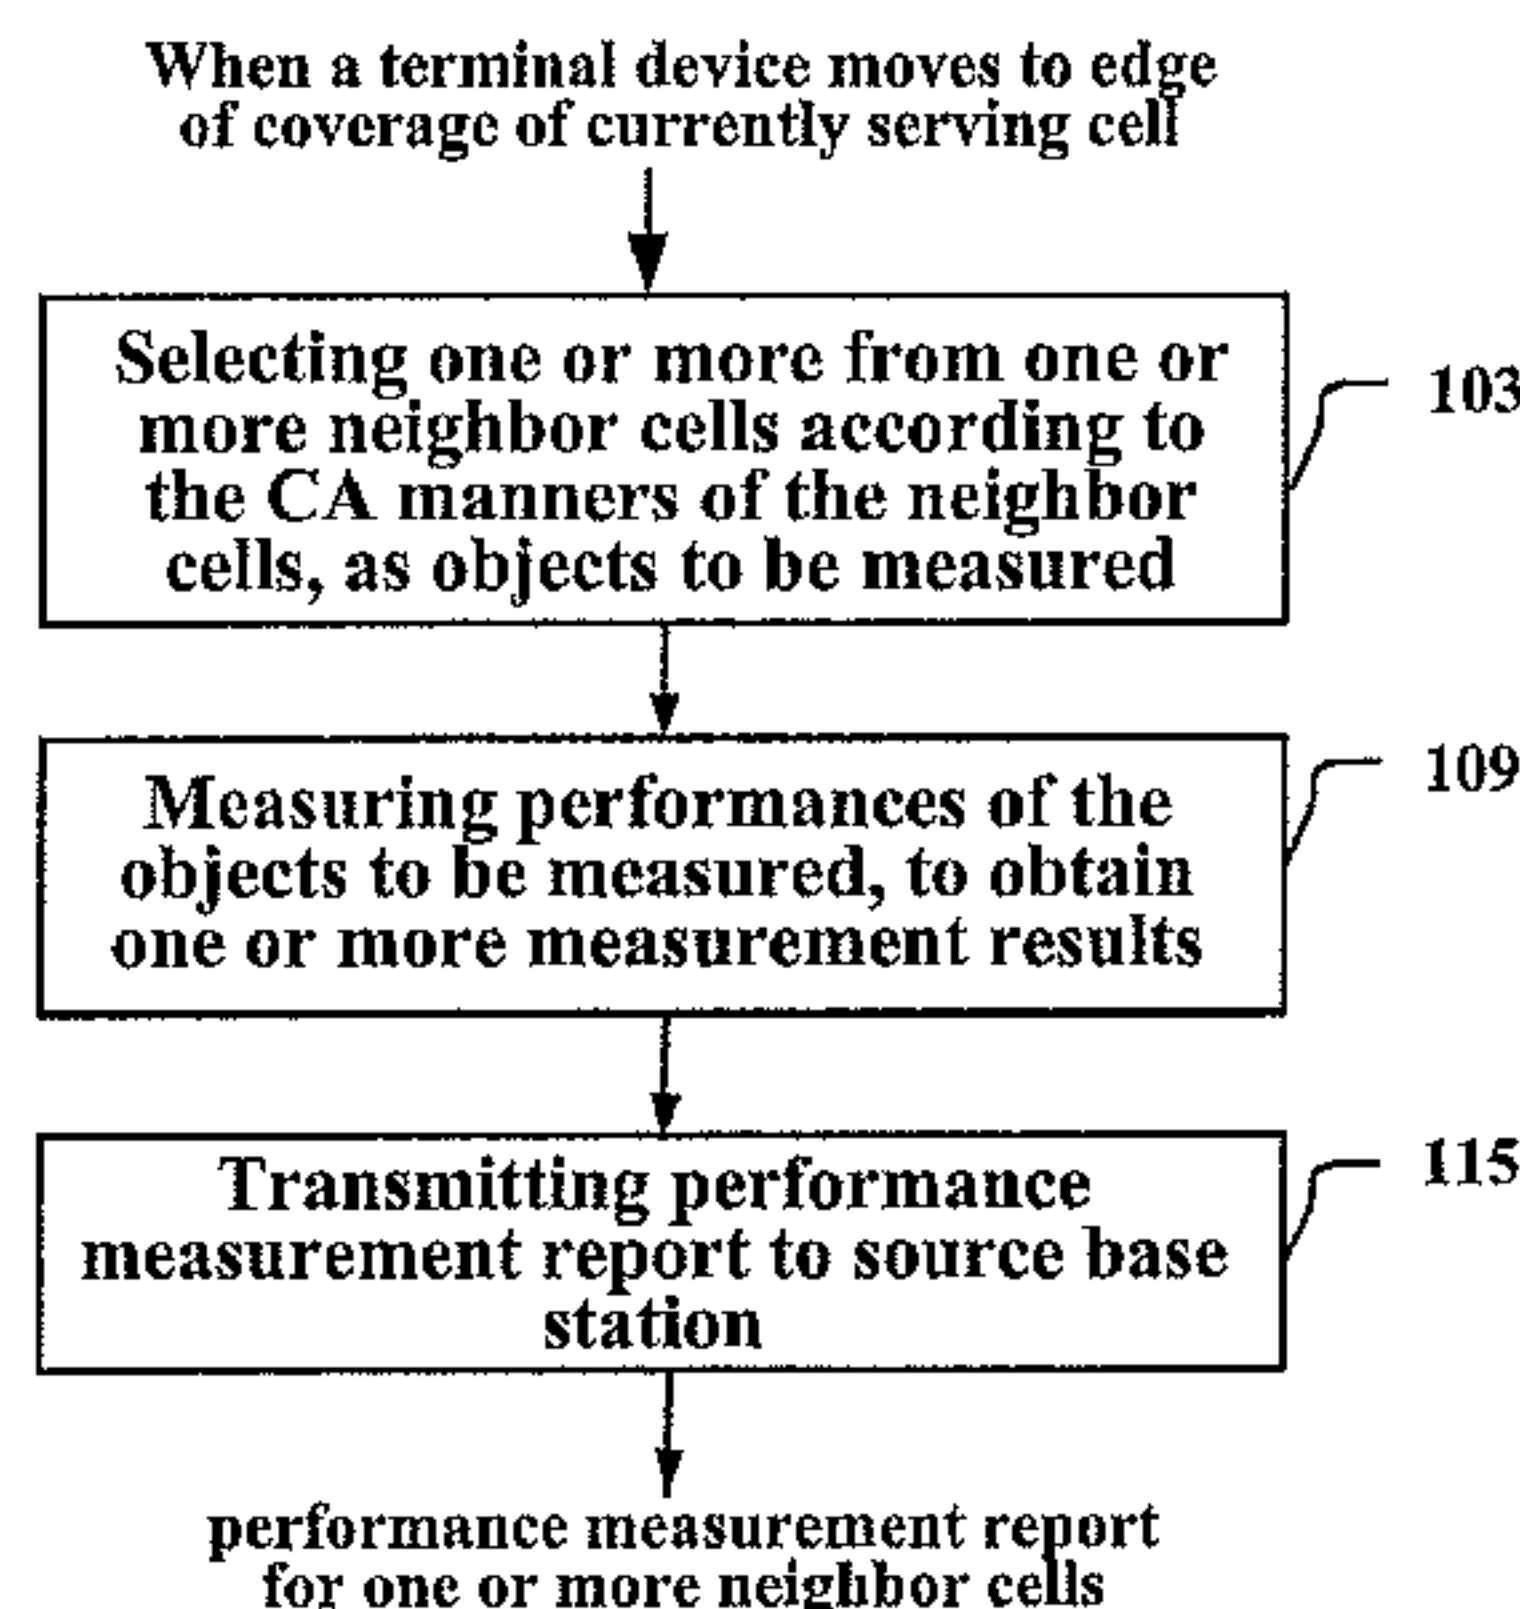 When a terminal device moves to edge
of coverage of currently serving cell
Selecting one or more from one or
more neighbor cells according to
the CA manners of the neighbor
cells, as objects to be measured
103
Measuring performances of the
objects to be measured, to obtain
one or more measurement results
109
Transmitting performance
measurement report to source base
station
115
performance measurement report
for one or more neighbor cells